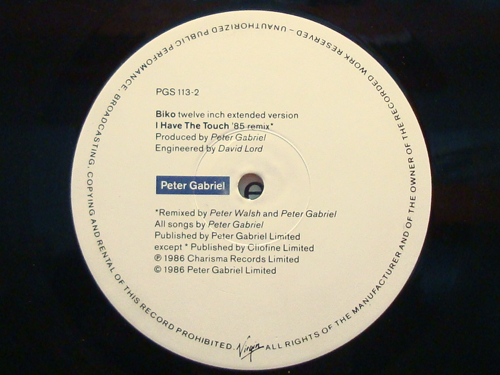 PGS 113-2
Biko twelve inch extended version
I Have The Touch '85 remix*
Produced by Peter Gabriel
Engineered by David Lord
Peter Gabriel
*Remixed by Peter Walsh and Peter Gabriel
All songs by Peter Gabriel
Published by Peter Gabriel Limited
except * Published by Cliofine Limited
℗ 1986 Charisma Records Limited
© 1986 Peter Gabriel Limited
Virgin
ALL RIGHTS OF THE MANUFACTURER AND OF THE OWNER OF THE RECORDED WORK RESERVED – UNAUTHORIZED PUBLIC PERFOMANCE, BROADCASTING, COPYING AND RENTAL OF THIS RECORD PROHIBITED.